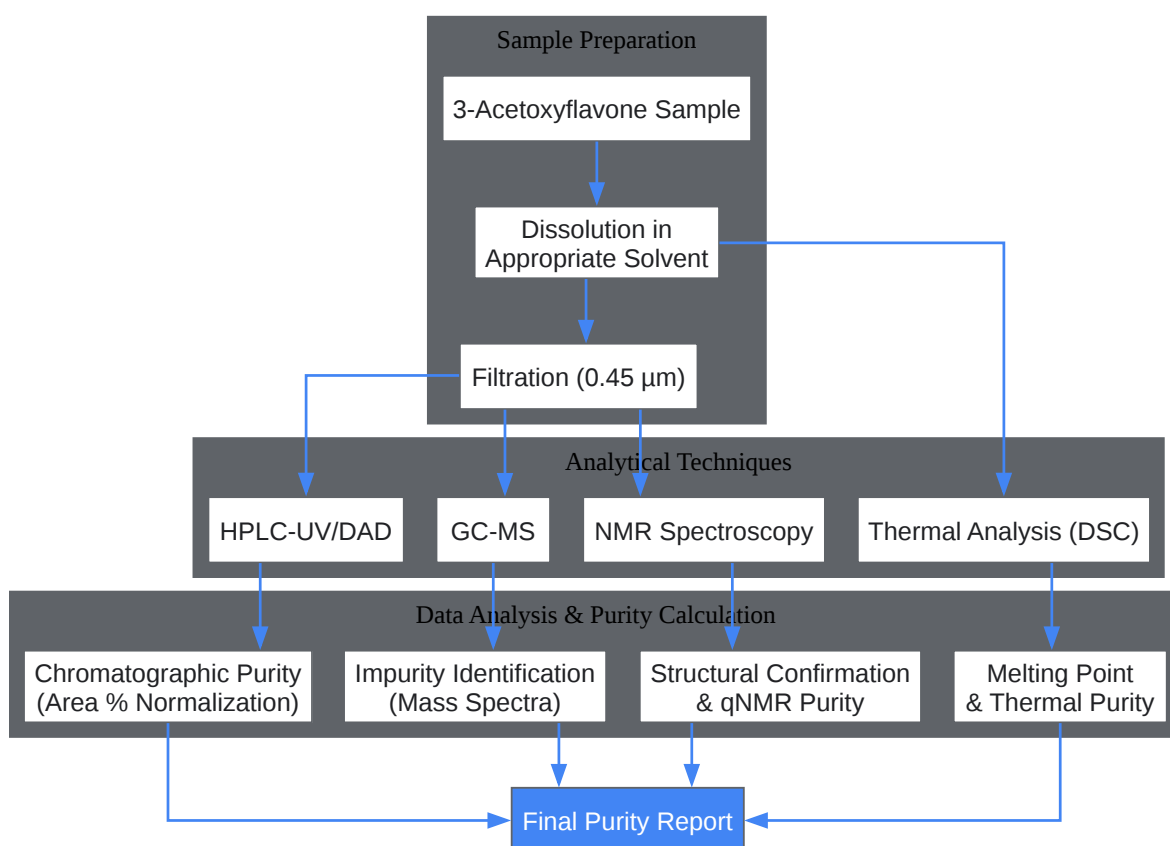 Sample Preparation
3-Acetoxyflavone Sample
Dissolution in
Appropriate Solvent
Filtration (0.45 µm)
Analytical Techniques
HPLC-UV/DAD
GC-MS
NMR Spectroscopy
Thermal Analysis (DSC)
Data Analysis & Purity Calculation
Chromatographic Purity
(Area % Normalization)
Impurity Identification
(Mass Spectra)
Structural Confirmation
& qNMR Purity
Melting Point
& Thermal Purity
Final Purity Report